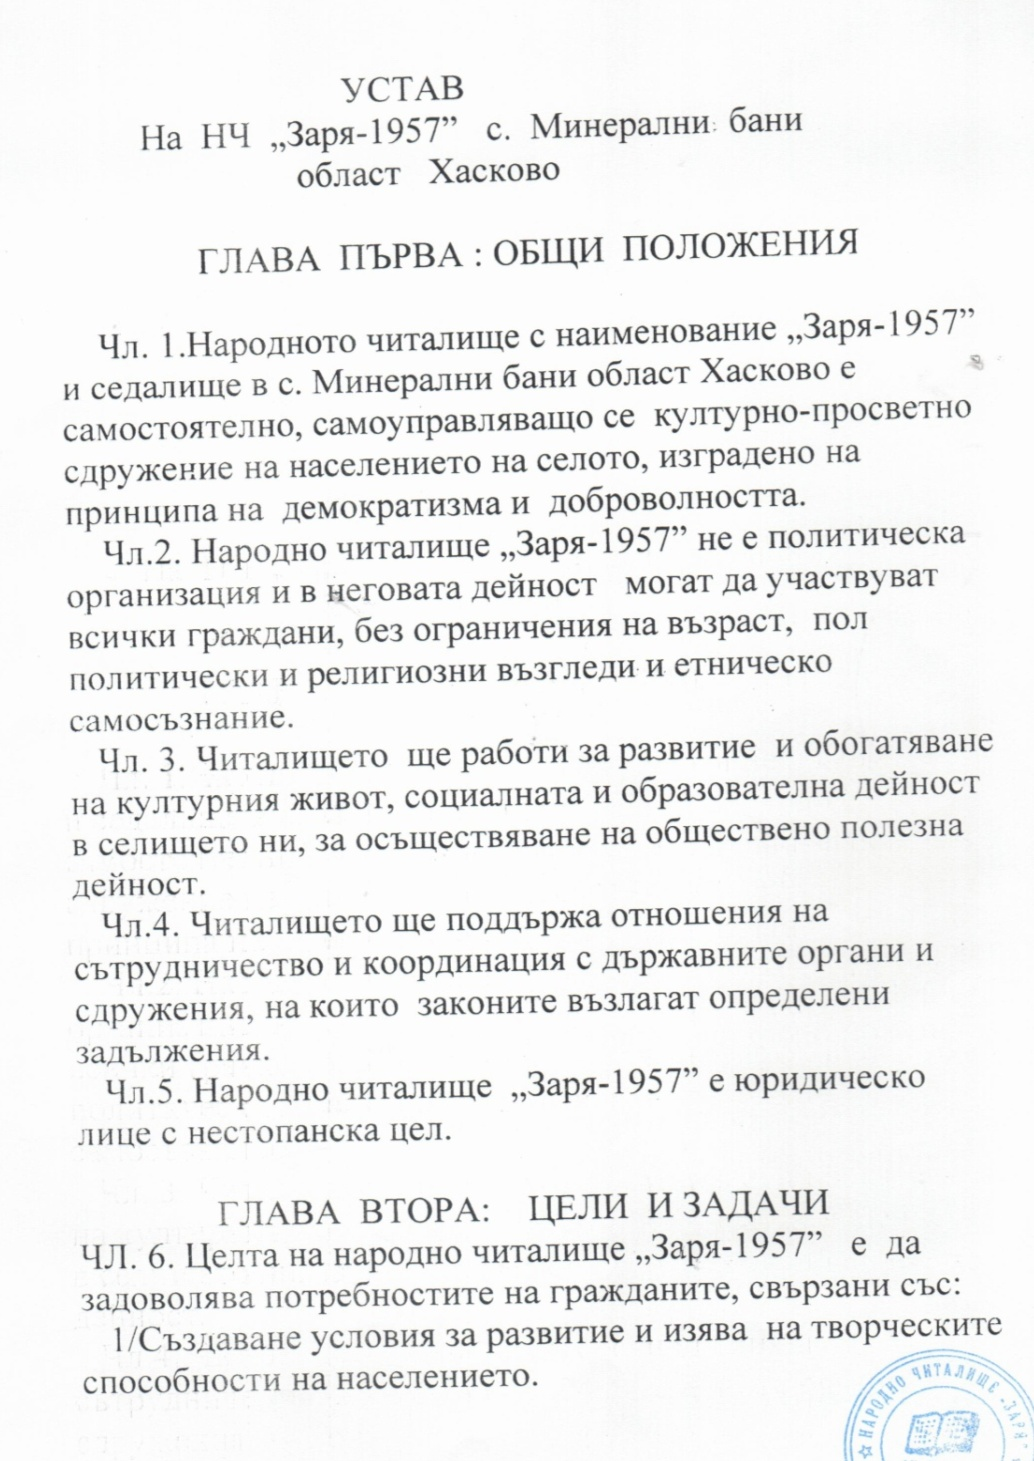 УСТАВ
На НЧ „Заря-1957” с. Минерални бани
област Хасково
ГЛАВА ПЪРВА : ОБЩИ ПОЛОЖЕНИЯ
Чл. 1.Народното читалище с наименование „Заря-1957”
и седалище в с. Минерални бани област Хасково е
самостоятелно, самоуправляващо се културно-просветно
сдружение на населението на селото, изградено на
принципа на демократизма и доброволността.
Чл.2. Народно читалище „Заря-1957” не е политическа
организация и в неговата дейност могат да участвуват
всички граждани, без ограничения на възраст, пол
политически и религиозни възгледи и етническо
самосъзнание.
Чл. 3. Читалището ще работи за развитие и обогатяване
на културния живот, социалната и образователна дейност
в селището ни, за осъществяване на обществено полезна
дейност.
Чл.4. Читалището ще поддържа отношения на
сътрудничество и координация с държавните органи и
сдружения, на които законите възлагат определени
задължения.
Чл.5. Народно читалище „Заря-1957” е юридическо
лице с нестопанска цел.
ГЛАВА ВТОРА: ЦЕЛИ И ЗАДАЧИ
ЧЛ. 6. Целта на народно читалище „Заря-1957” е да
задоволява потребностите на гражданите, свързани със:
1/Създаване условия за развитие и изява на творческите
способности на населението.
НАРОДНО ЧИТАЛИЩЕ „ЗАРЯ"